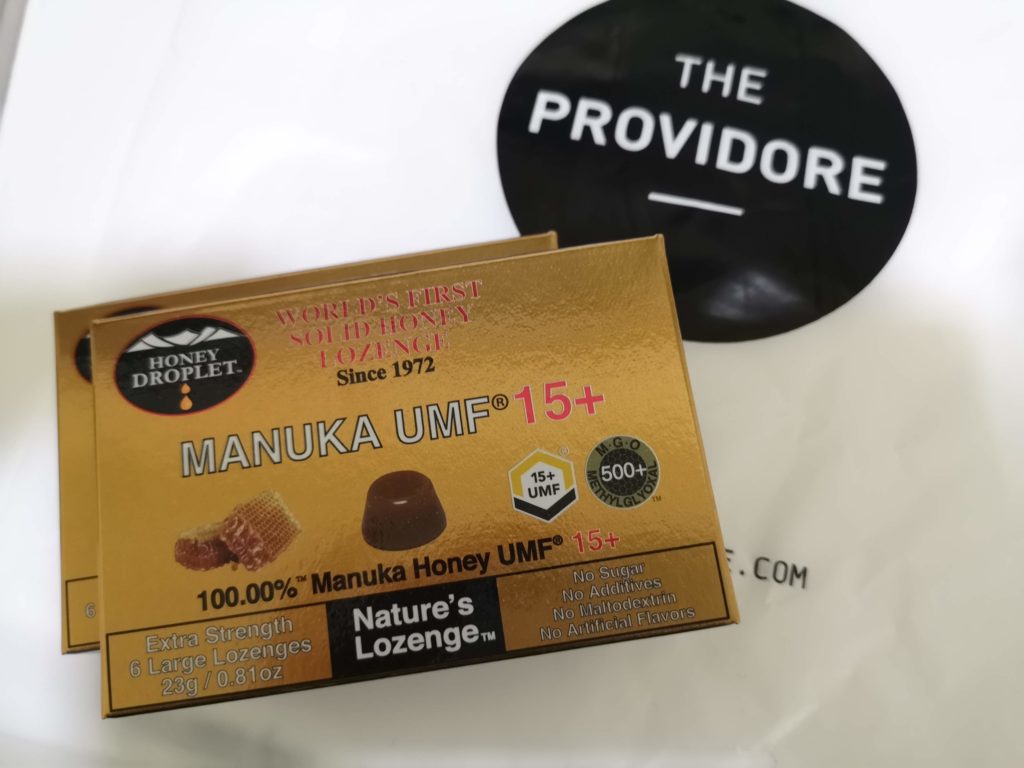 THE
PROVIDORE
E.COM
HONEY
DROPLET™
WORLD'S FIRST
SOLID HONEY
LOZENGE
Since 1972
MANUKA UMF® 15+
15+
UMF
®
M·G·O
500+
METHYLGLYOXAL
™
100.00%™ Manuka Honey UMF® 15+
Extra Strength
6 Large Lozenges
23g / 0.81oz
Nature's
Lozenge™
No Sugar
No Additives
No Maltodextrin
No Artificial Flavors
6